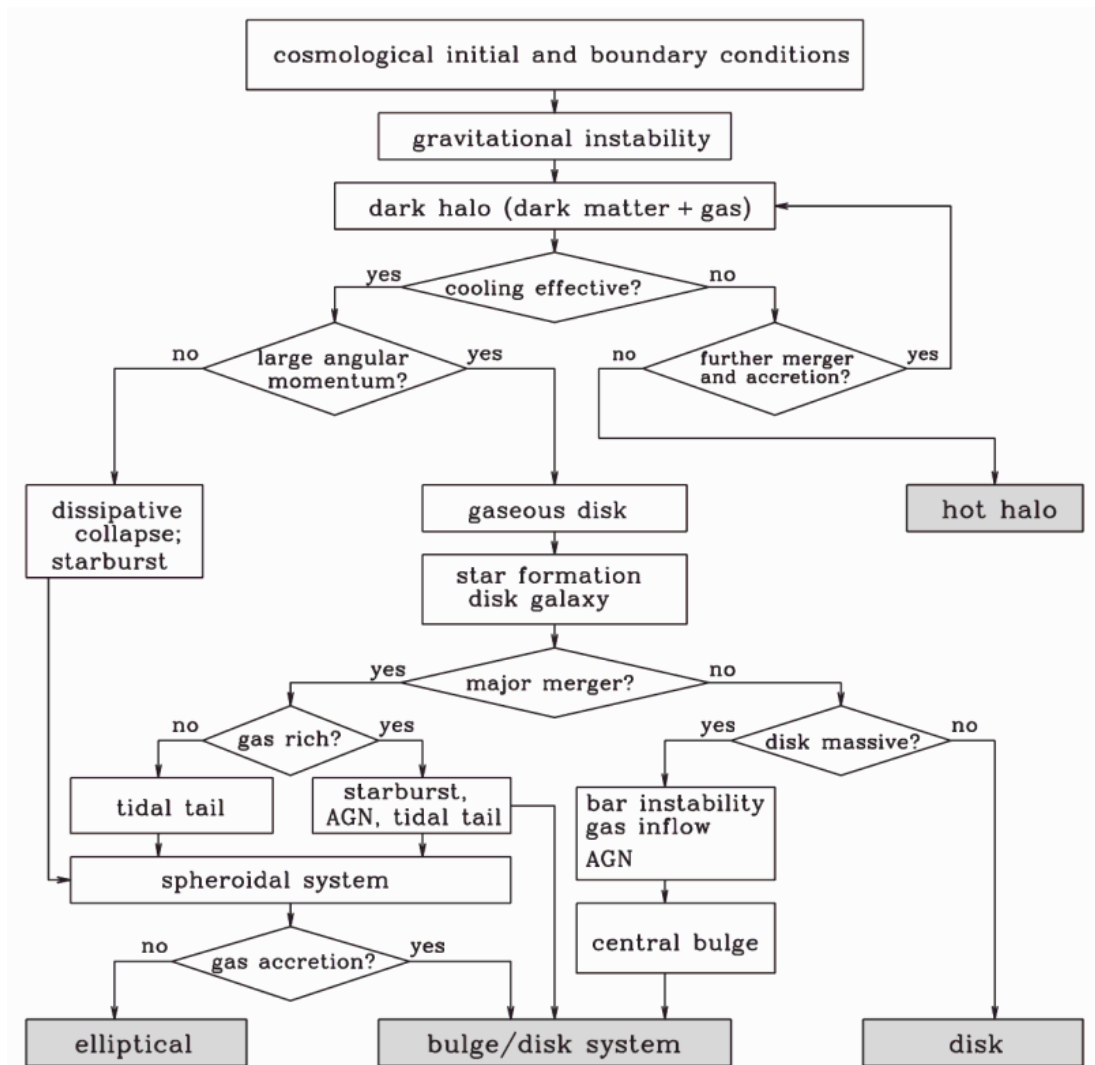 cosmological initial and boundary conditions
gravitational instability
dark halo (dark matter + gas)
yes
no
cooling effective?
no
large angular
momentum?
yes
no
further merger
and accretion?
yes
dissipative
collapse;
starburst
gaseous disk
hot halo
star formation
disk galaxy
yes
major merger?
no
no
gas rich?
yes
yes
disk massive?
no
tidal tail
starburst,
AGN, tidal tail
bar instability
gas inflow
AGN
spheroidal system
central bulge
no
gas accretion?
yes
elliptical
bulge/disk system
disk